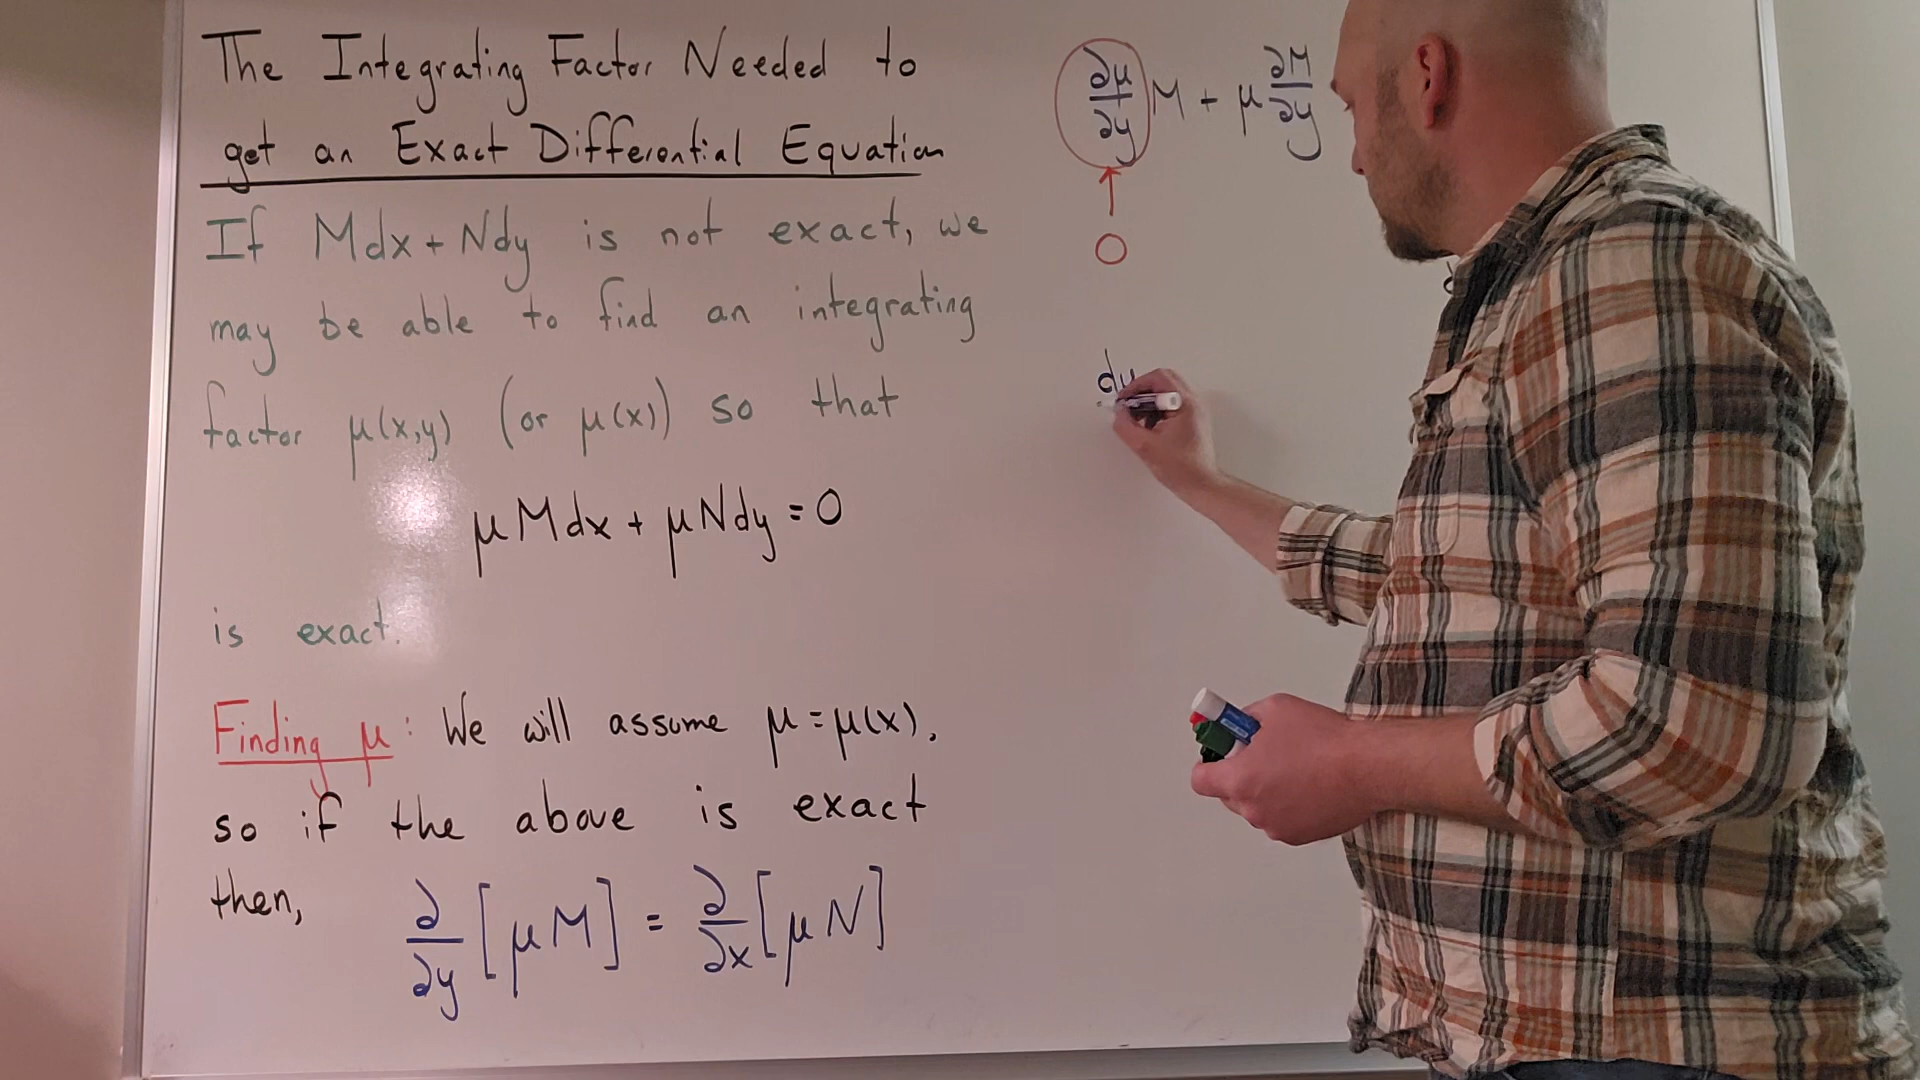 The Integrating Factor Needed to
get an Exact Differential Equation
If Mdx + Ndy is not exact, we
may be able to find an integrating
factor μ(x,y) (or μ(x)) so that
μMdx + μNdy = 0
is exact.
Finding μ: We will assume μ = μ(x).
so if the above is exact
then, ∂/∂y [μM] = ∂/∂x [μN]
∂μ/∂y M + μ ∂M/∂y
↑
0